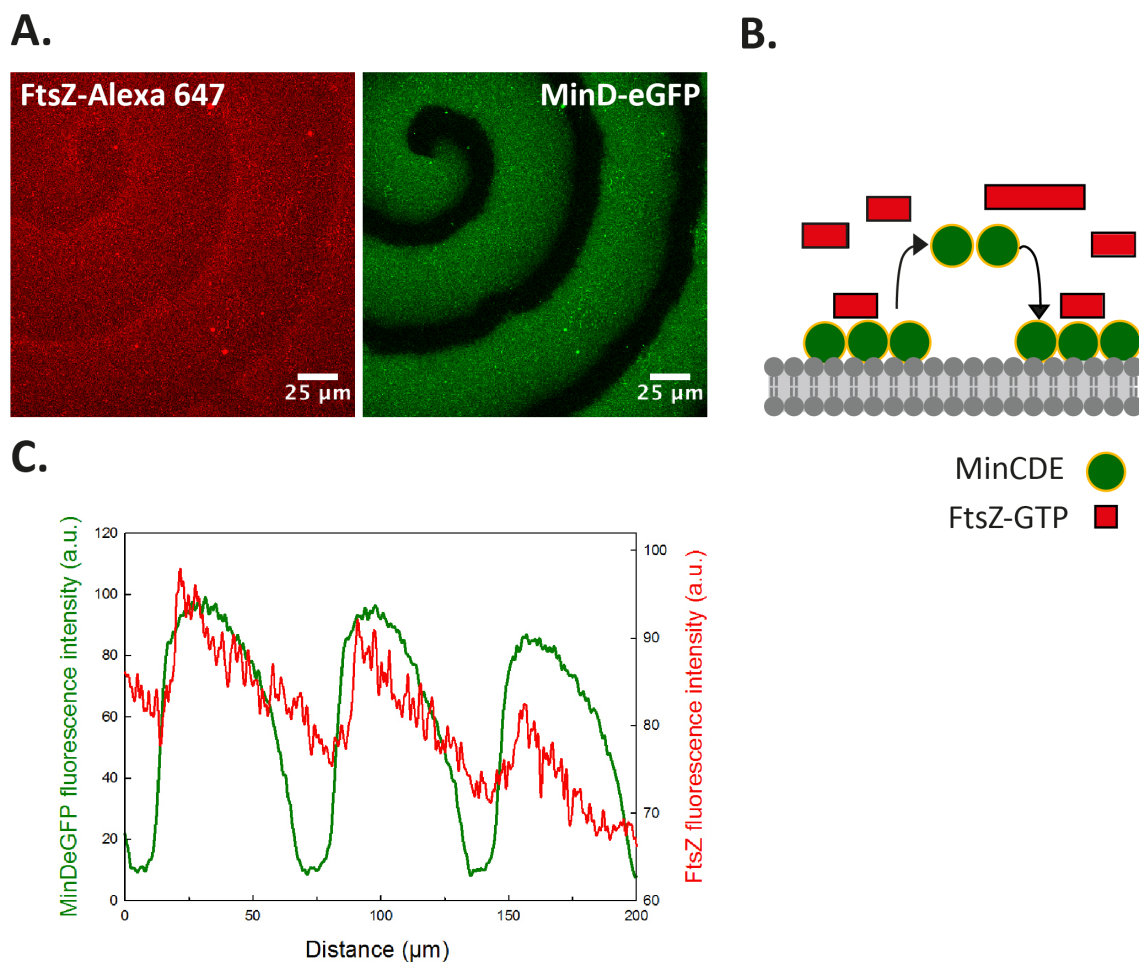 A.
B.
FtsZ-Alexa 647
MinD-eGFP
25 µm
25 µm
MinCDE
FtsZ-GTP
C.
MinDeGFP fluorescence intensity (a.u.)
120
100
80
60
40
20
0
100
90
80
70
60
FtsZ fluorescence intensity (a.u.)
0
50
100
150
200
Distance (µm)